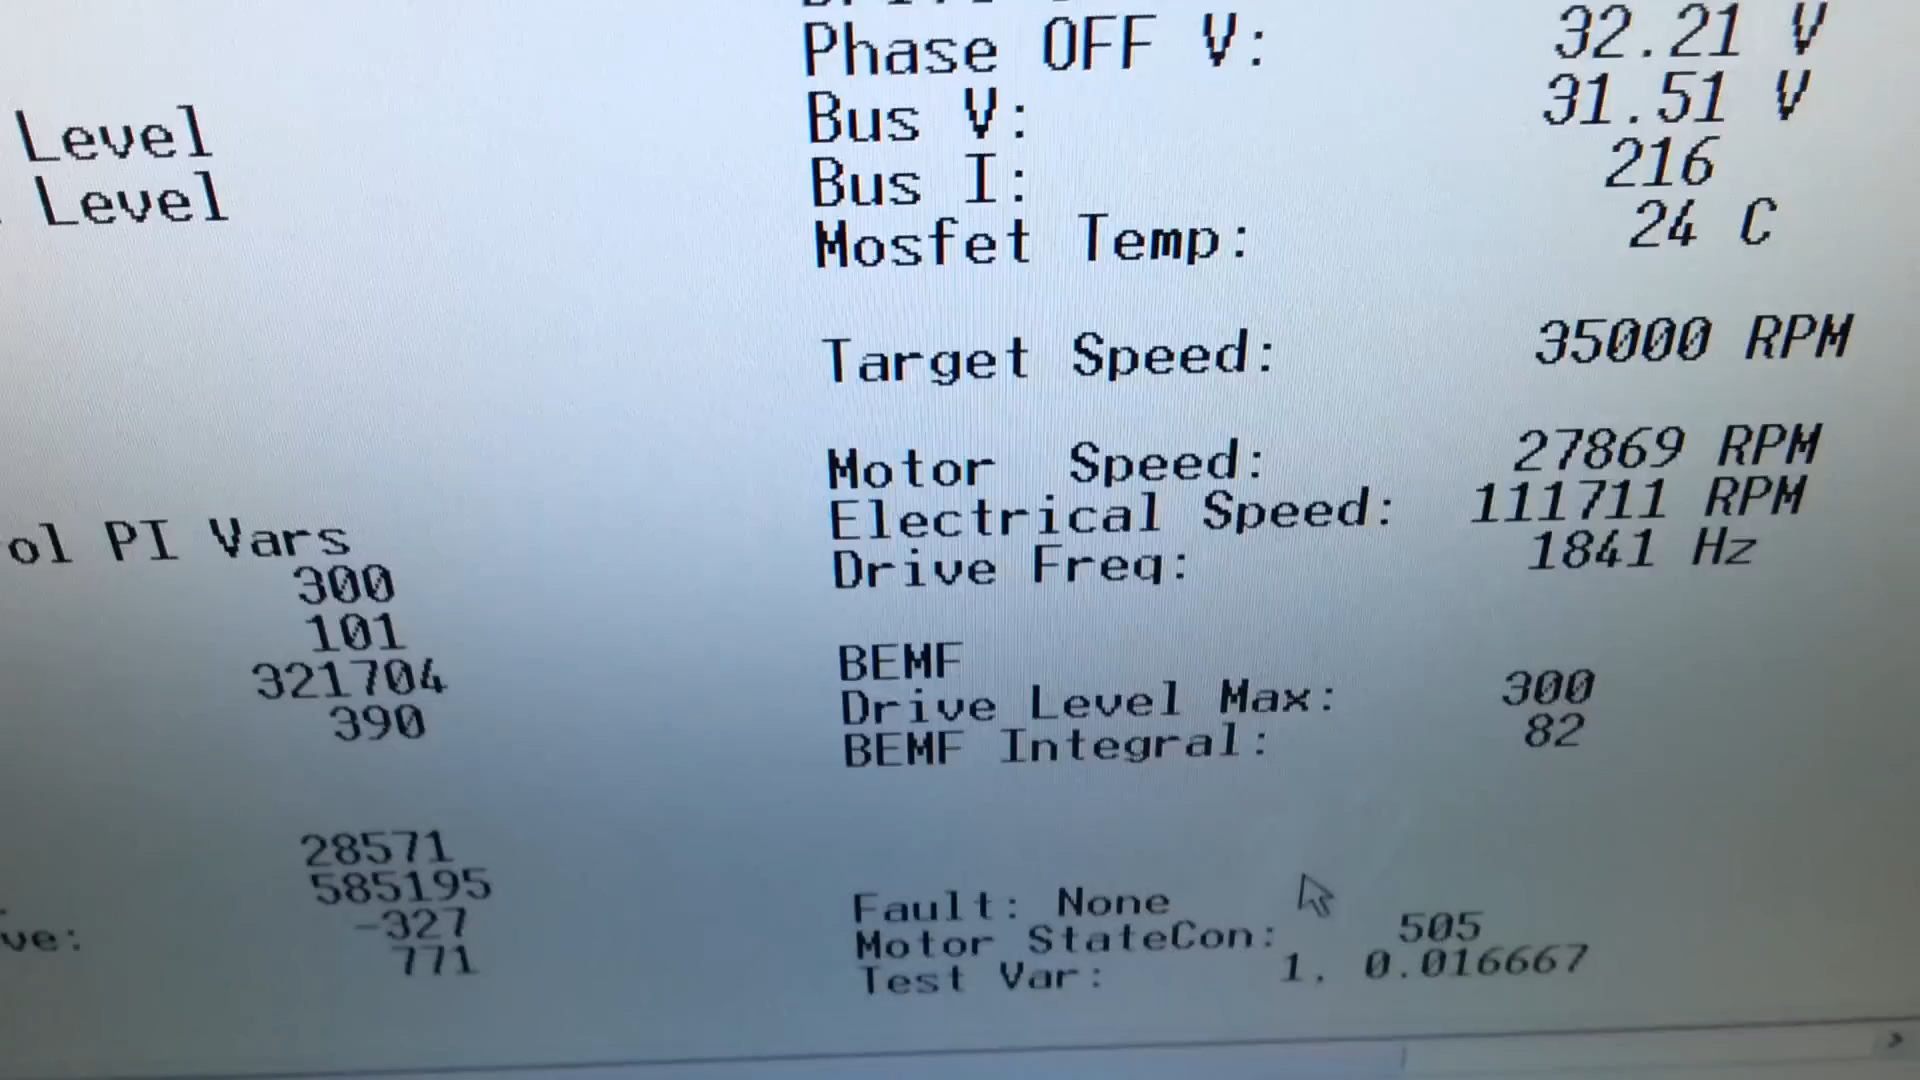 Phase OFF V: 32.21 V
Bus V: 31.51 V
Level
Bus I: 216
Level
Mosfet Temp: 24 C
Target Speed: 35000 RPM
Motor Speed: 27869 RPM
Electrical Speed: 111711 RPM
ol PI Vars
Drive Freq: 1841 Hz
300
101
321704
390
BEMF
Drive Level Max: 300
BEMF Integral: 82
28571
585195
ve: -327
771
Fault: None
Motor StateCon: 505
Test Var: 1. 0.016667